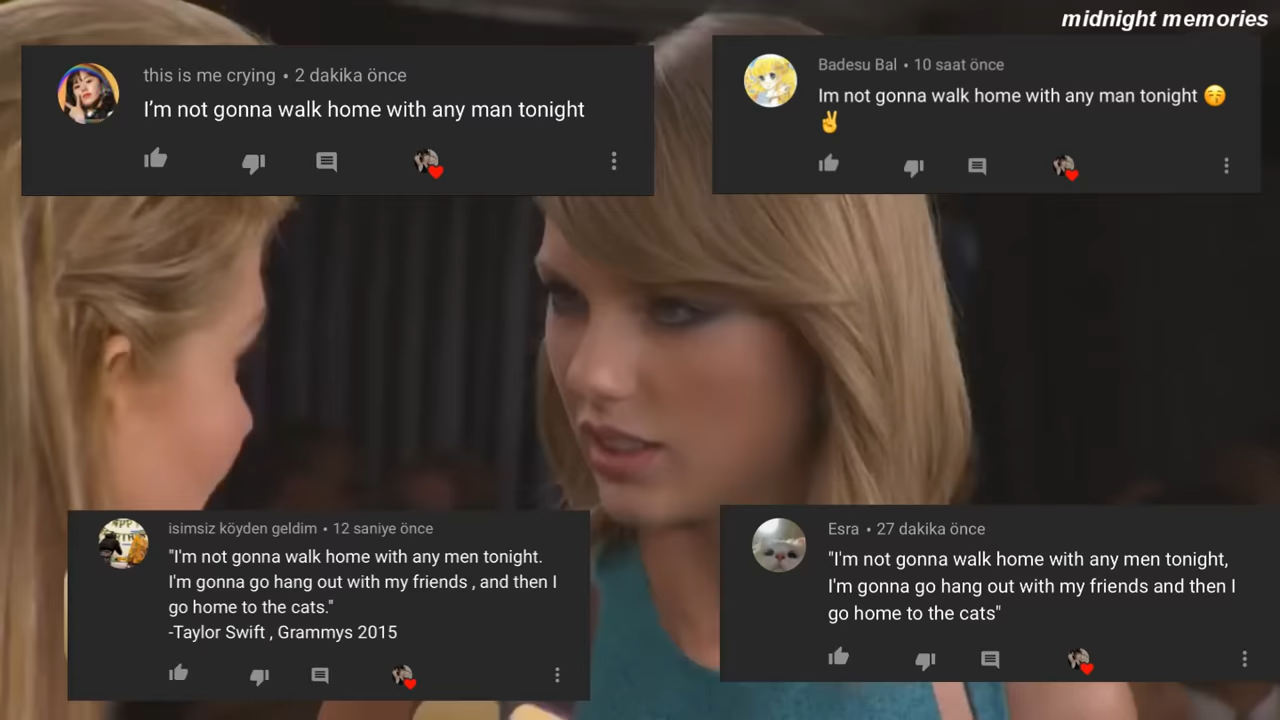 midnight memories
this is me crying • 2 dakika önce
I’m not gonna walk home with any man tonight
Badesu Bal • 10 saat önce
Im not gonna walk home with any man tonight 😚
✌️
isimsiz köyden geldim • 12 saniye önce
"I'm not gonna walk home with any men tonight.
I'm gonna go hang out with my friends , and then I
go home to the cats."
-Taylor Swift , Grammys 2015
Esra • 27 dakika önce
"I'm not gonna walk home with any men tonight,
I'm gonna go hang out with my friends and then I
go home to the cats"